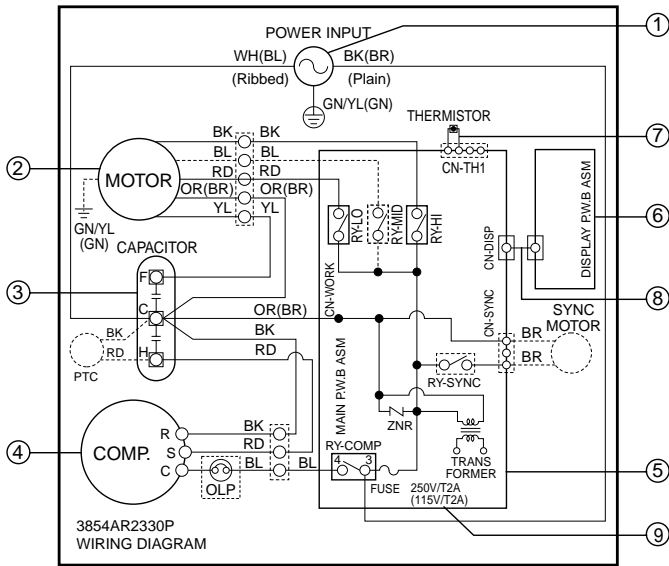 POWER INPUT
WH(BL) BK(BR)
(Ribbed) (Plain)
GN/YL(GN)
1
THERMISTOR
7
CN-TH1
BK BK
BL BL
RD RD
OR(BR) OR(BR)
YL YL
2
MOTOR
GN/YL
(GN)
RY-LO
RY-MID
RY-HI
DISPLAY P.W.B ASM
6
CN-DISP
8
CAPACITOR
F
3
C
H
CN-WORK
CN-SYNC
OR(BR)
BK
RD
BK
RD
PTC
SYNC
MOTOR
BR
BR
RY-SYNC
MAIN P.W.B ASM
ZNR
4
COMP.
R BK
S RD
C BL BL
OLP
RY-COMP
4 3
FUSE
TRANS
FORMER
250V/T2A
(115V/T2A)
5
9
3854AR2330P
WIRING DIAGRAM